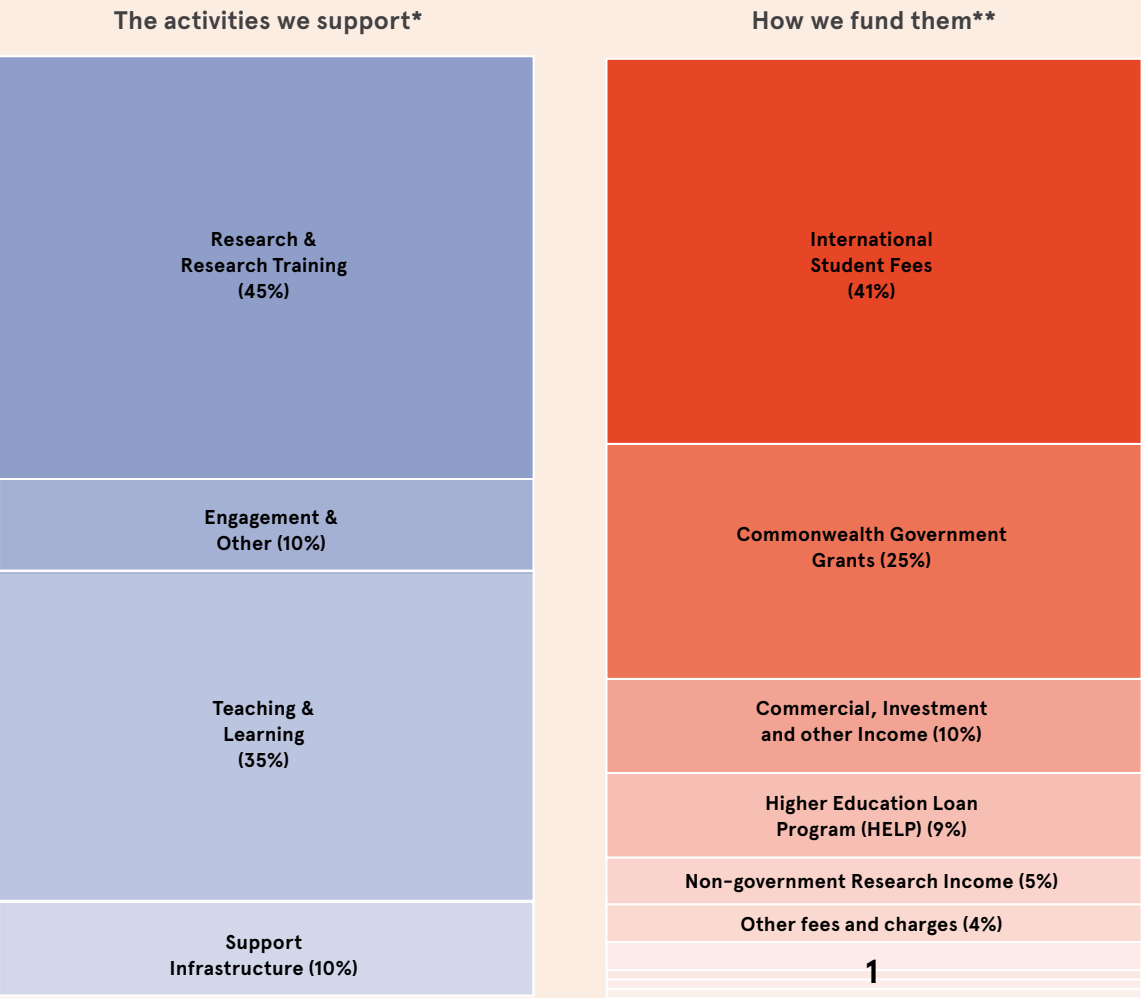 The activities we support*
Research &
Research Training
(45%)
Engagement &
Other (10%)
Teaching &
Learning
(35%)
Support
Infrastructure (10%)
How we fund them**
International
Student Fees
(41%)
Commonwealth Government
Grants (25%)
Commercial, Investment
and other Income (10%)
Higher Education Loan
Program (HELP) (9%)
Non-government Research Income (5%)
Other fees and charges (4%)
1